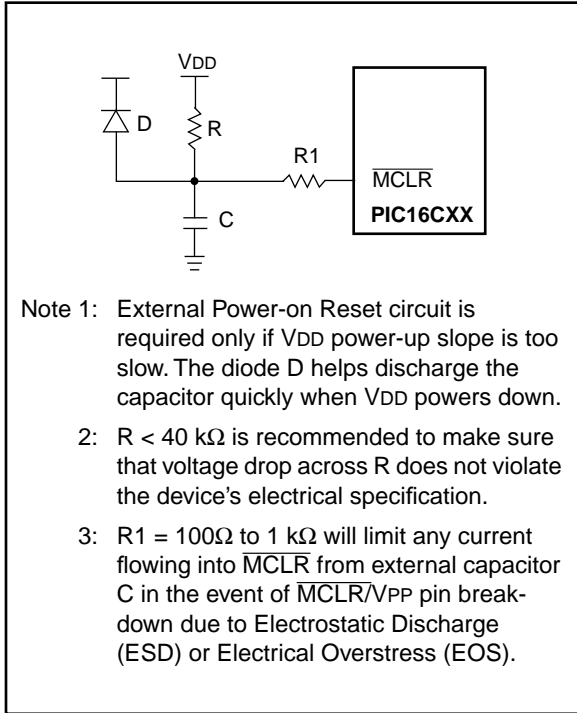 VDD
D
R
R1
MCLR
PIC16CXX
C
Note 1: External Power-on Reset circuit is
required only if VDD power-up slope is too
slow. The diode D helps discharge the
capacitor quickly when VDD powers down.
2: R < 40 kΩ is recommended to make sure
that voltage drop across R does not violate
the device's electrical specification.
3: R1 = 100Ω to 1 kΩ will limit any current
flowing into MCLR from external capacitor
C in the event of MCLR/VPP pin break-
down due to Electrostatic Discharge
(ESD) or Electrical Overstress (EOS).